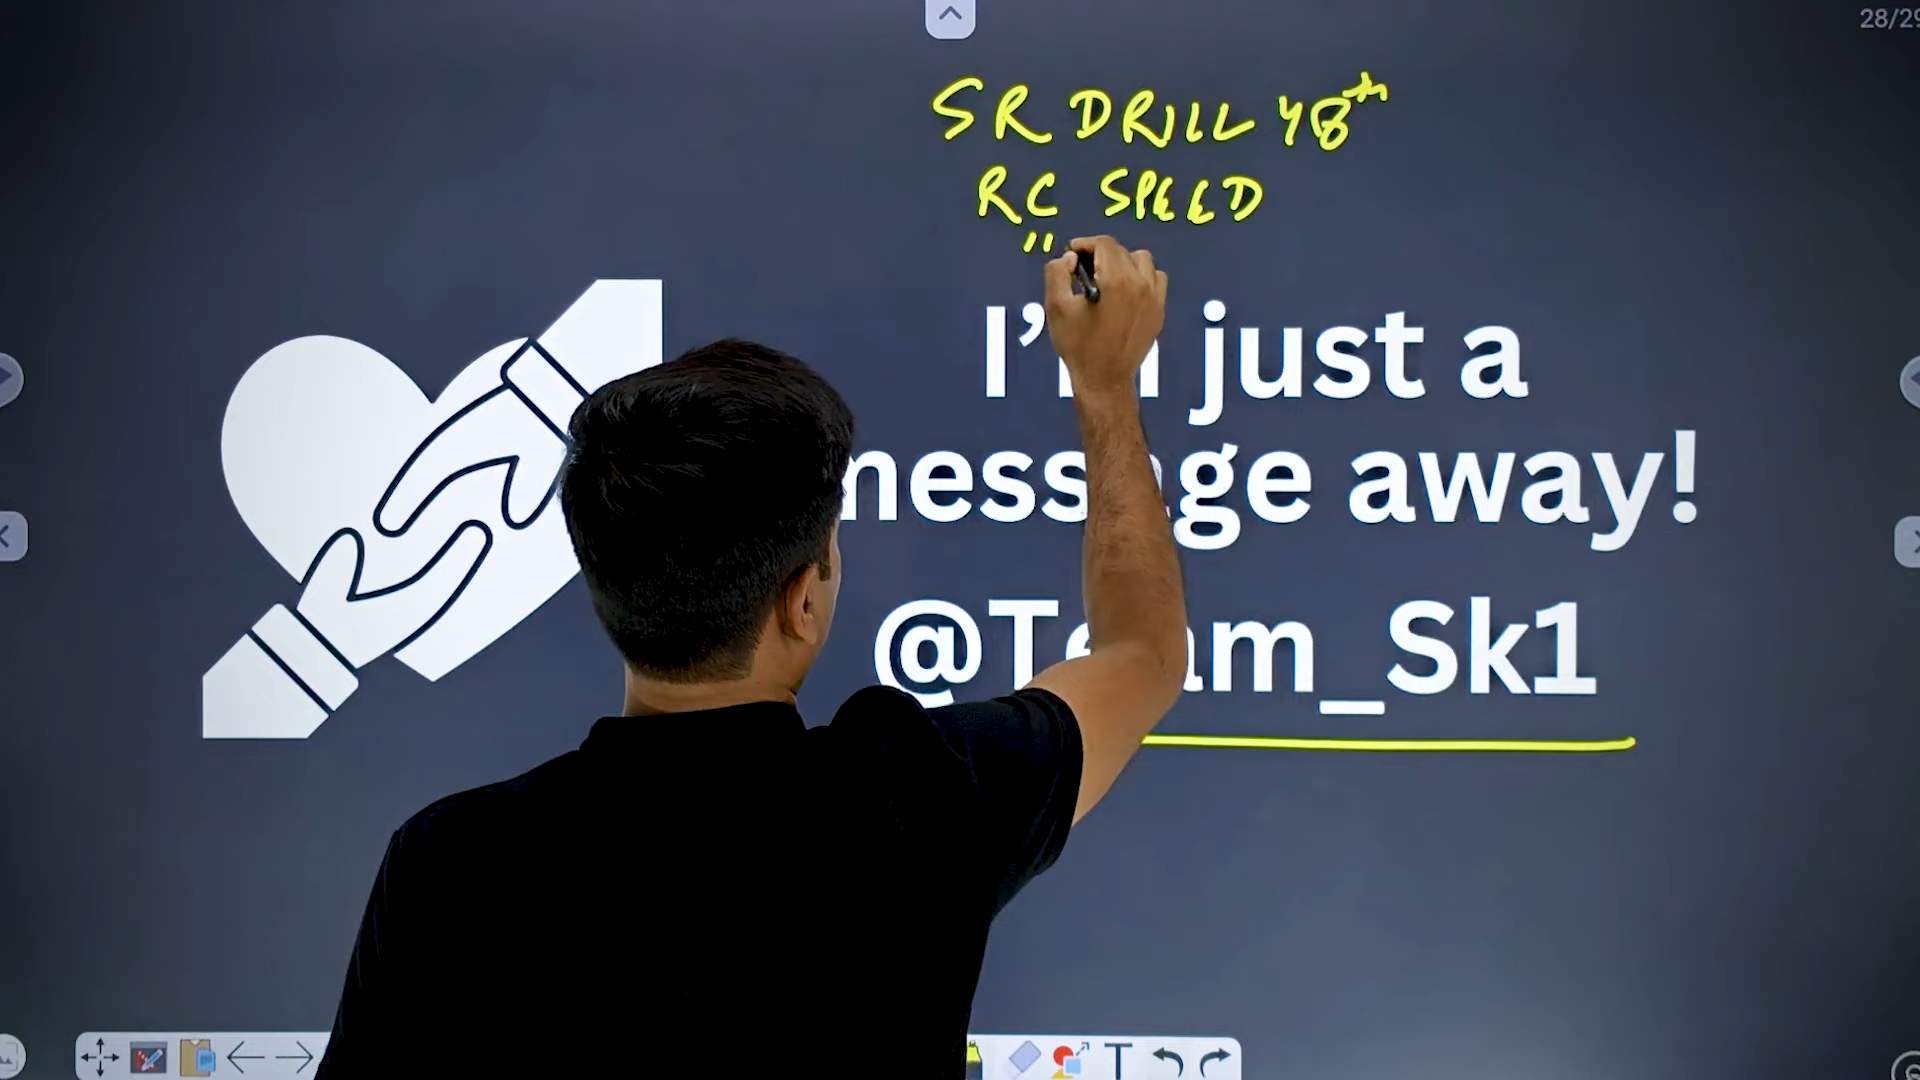 28/29
SR DRILL 48th
RC SPEED
"
I'm just a
message away!
@Team_Sk1
T